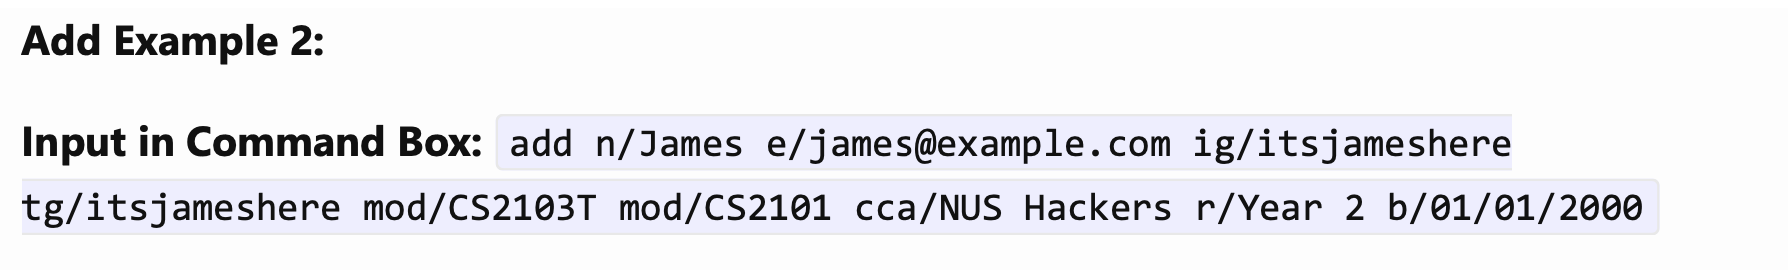 Add Example 2:
Input in Command Box: add n/James e/james@example.com ig/itsjameshere
tg/itsjameshere mod/CS2103T mod/CS2101 cca/NUS Hackers r/Year 2 b/01/01/2000